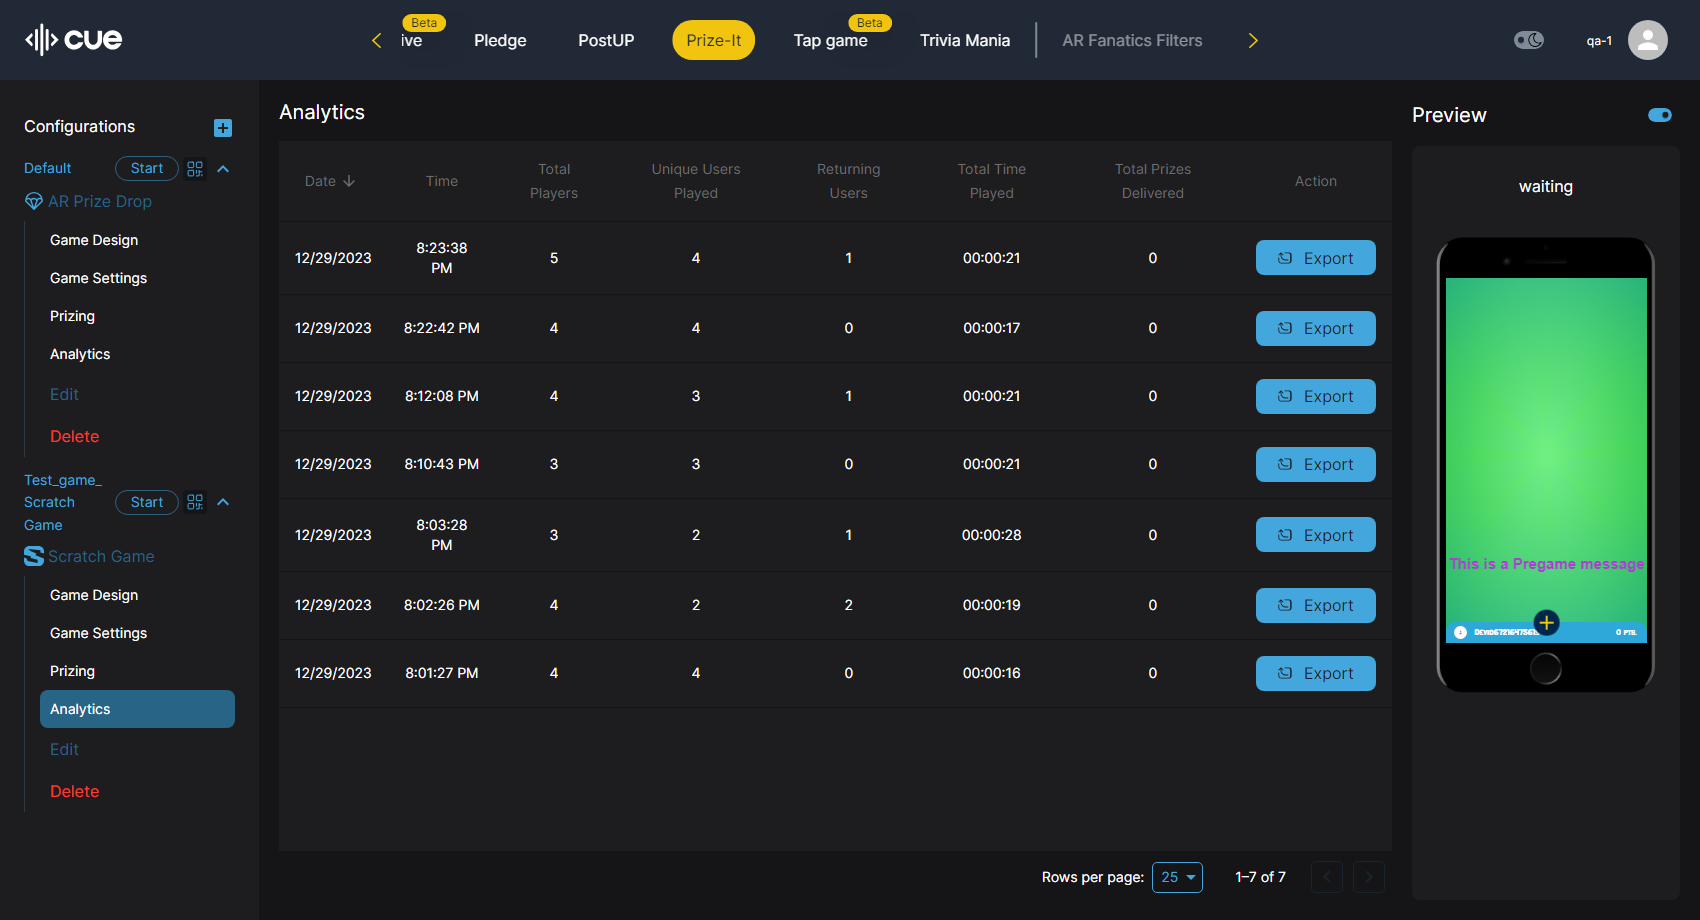 cue
Beta
ive
Pledge
PostUP
Prize-It
Beta
Tap game
Trivia Mania
AR Fanatics Filters
qa-1
Configurations
Default
Start
AR Prize Drop
Game Design
Game Settings
Prizing
Analytics
Edit
Delete
Test_game_
Scratch
Game
Start
Scratch Game
Game Design
Game Settings
Prizing
Analytics
Edit
Delete
Analytics
Date Time Total Players Unique Users Played Returning Users Total Time Played Total Prizes Delivered Action
12/29/2023 8:23:38 PM 5 4 1 00:00:21 0 Export
12/29/2023 8:22:42 PM 4 4 0 00:00:17 0 Export
12/29/2023 8:12:08 PM 4 3 1 00:00:21 0 Export
12/29/2023 8:10:43 PM 3 3 0 00:00:21 0 Export
12/29/2023 8:03:28 PM 3 2 1 00:00:28 0 Export
12/29/2023 8:02:26 PM 4 2 2 00:00:19 0 Export
12/29/2023 8:01:27 PM 4 4 0 00:00:16 0 Export
Rows per page: 25 1–7 of 7
Preview
waiting
This is a Pregame message
0 PTS.